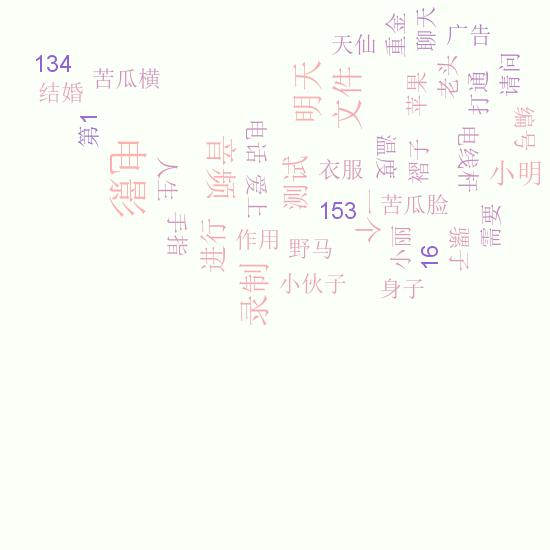 天仙
重金
聊天
广告
134
苦瓜横
结婚
明天
文件
苹果
老头
打通
请问
第1
电影
人生
音频
电话
爱上
测试
衣服
温度
褶子
电线杆
编号
小明
手指
进行
作用
野马
153
一个
苦瓜脸
小丽
16
骡子
需要
录制
小伙子
身子